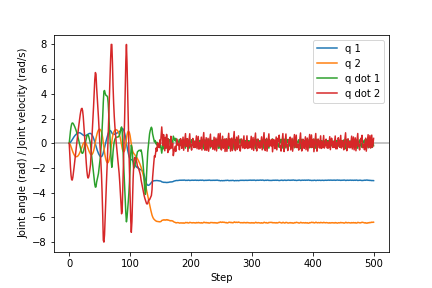 Joint angle (rad) / Joint velocity (rad/s)
8
6
4
2
0
−2
−4
−6
−8
q 1
q 2
q dot 1
q dot 2
0
100
200
300
400
500
Step